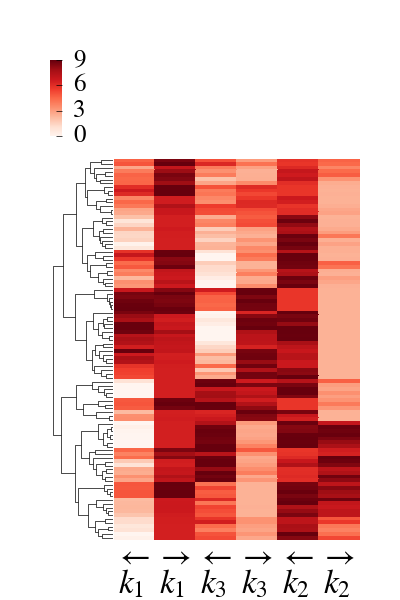 9
6
3
0
← → ← → ← →
k₁ k₁ k₃ k₃ k₂ k₂